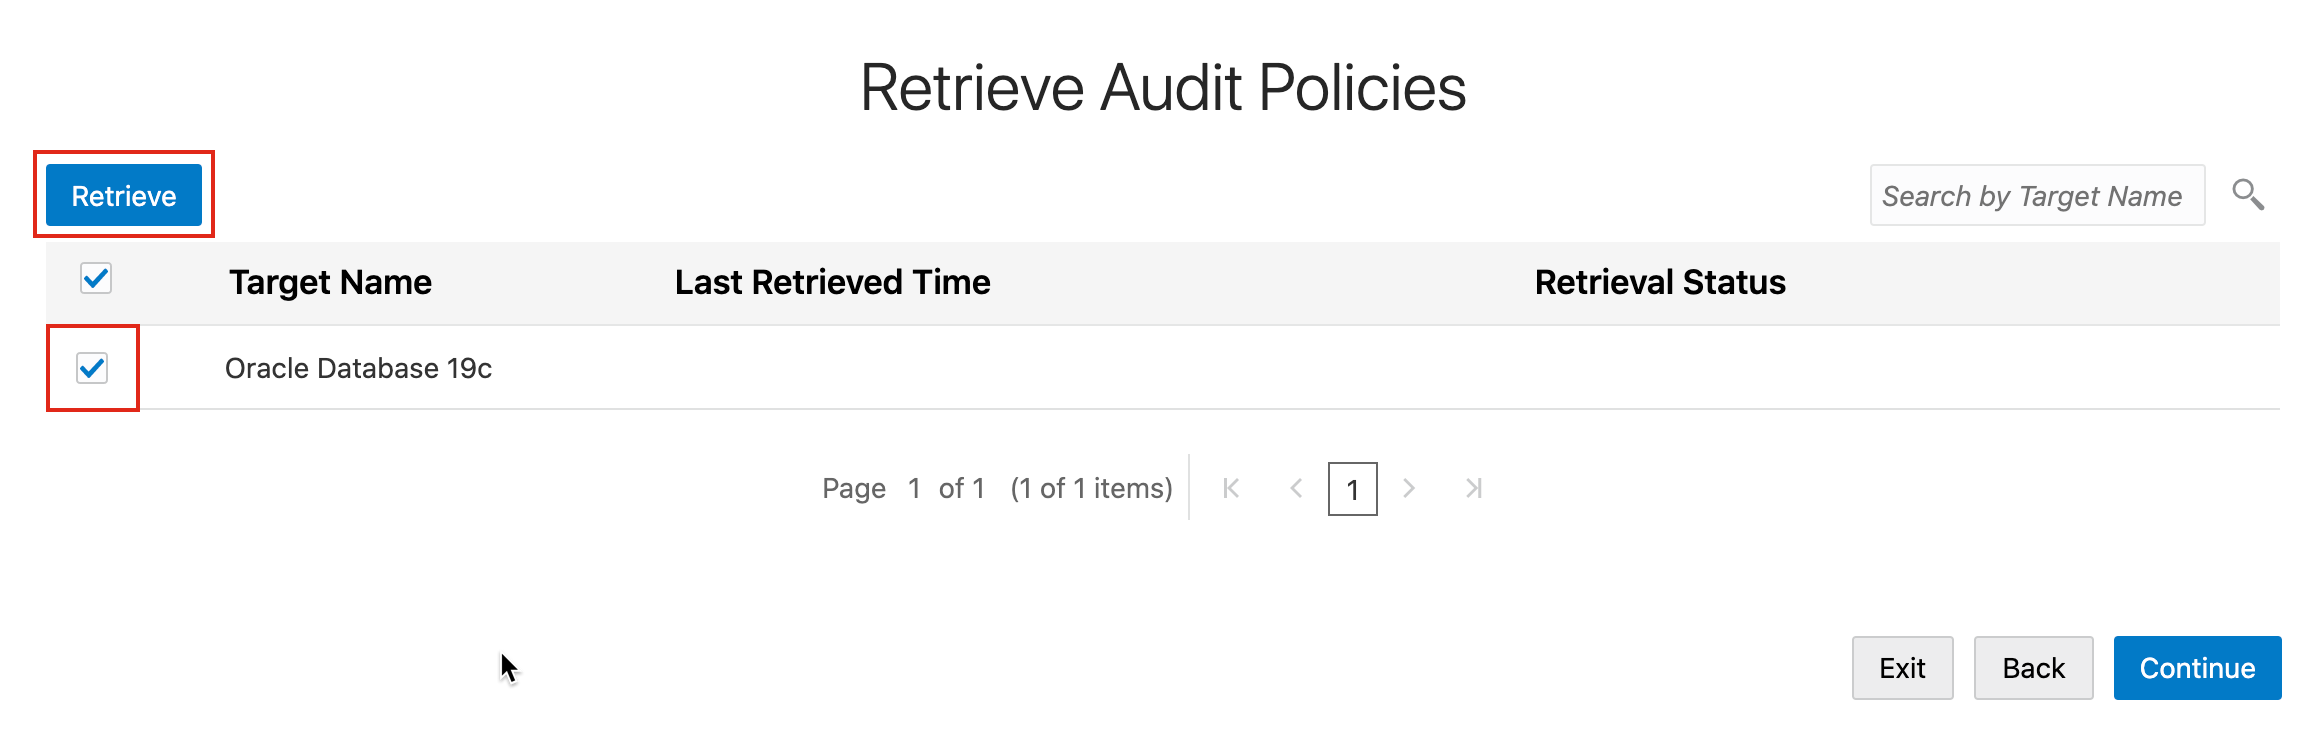 Retrieve Audit Policies
Retrieve
Search by Target Name
Target Name Last Retrieved Time Retrieval Status
Oracle Database 19c
Page 1 of 1 (1 of 1 items) 1
Exit Back Continue